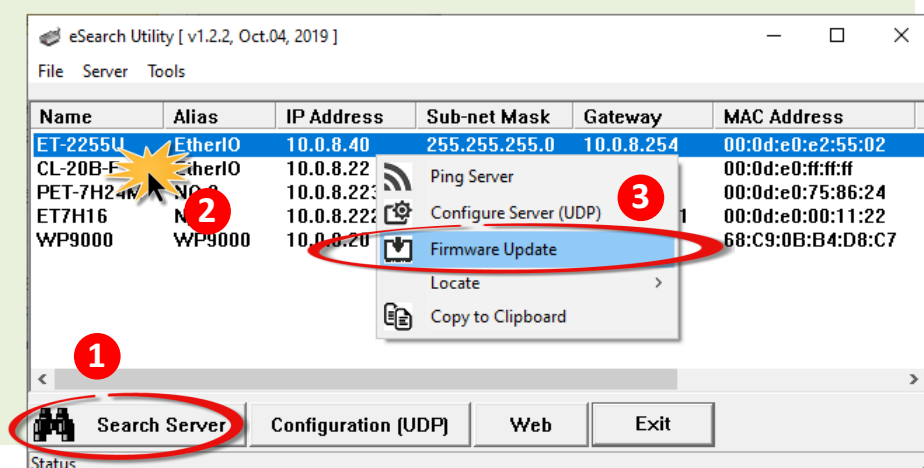 eSearch Utility [ v1.2.2, Oct.04, 2019 ]
File Server Tools
Name Alias IP Address Sub-net Mask Gateway MAC Address
ET-2255U EtherIO 10.0.8.40 255.255.255.0 10.0.8.254 00:0d:e0:e2:55:02
EtherIO 10.0.8.22 00:0d:e0:ff:ff:ff
00:0d:e0:75:86:24
ET7H16 00:0d:e0:00:11:22
WP9000 WP9000 10.0.8.20 68:C9:0B:B4:D8:C7
Ping Server
Configure Server (UDP)
Firmware Update
Locate
Copy to Clipboard
2
3
1
Search Server Configuration (UDP) Web Exit
Status